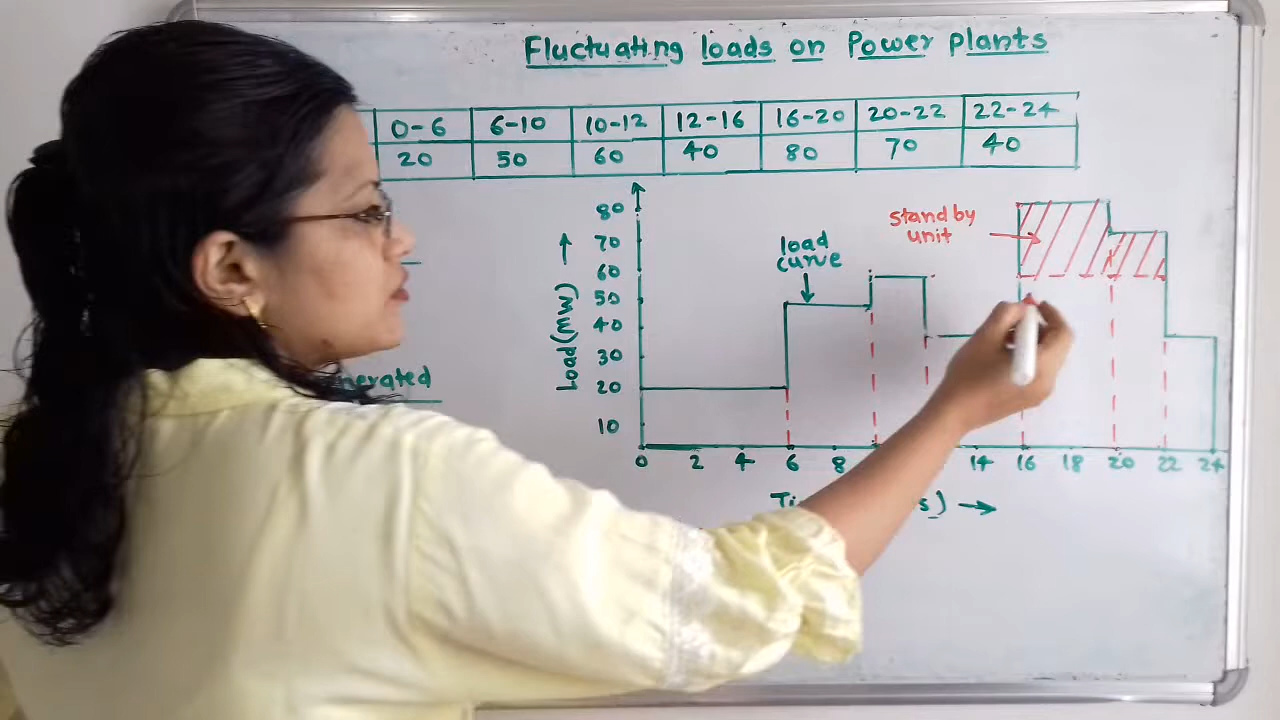 Fluctuating loads on Power plants
0-6 6-10 10-12 12-16 16-20 20-22 22-24
20 50 60 40 80 70 40
80
70
60
50
40
30
20
10
Load(MW)
load
curve
Stand by
unit
0 2 4 6 8 14 16 18 20 22 24